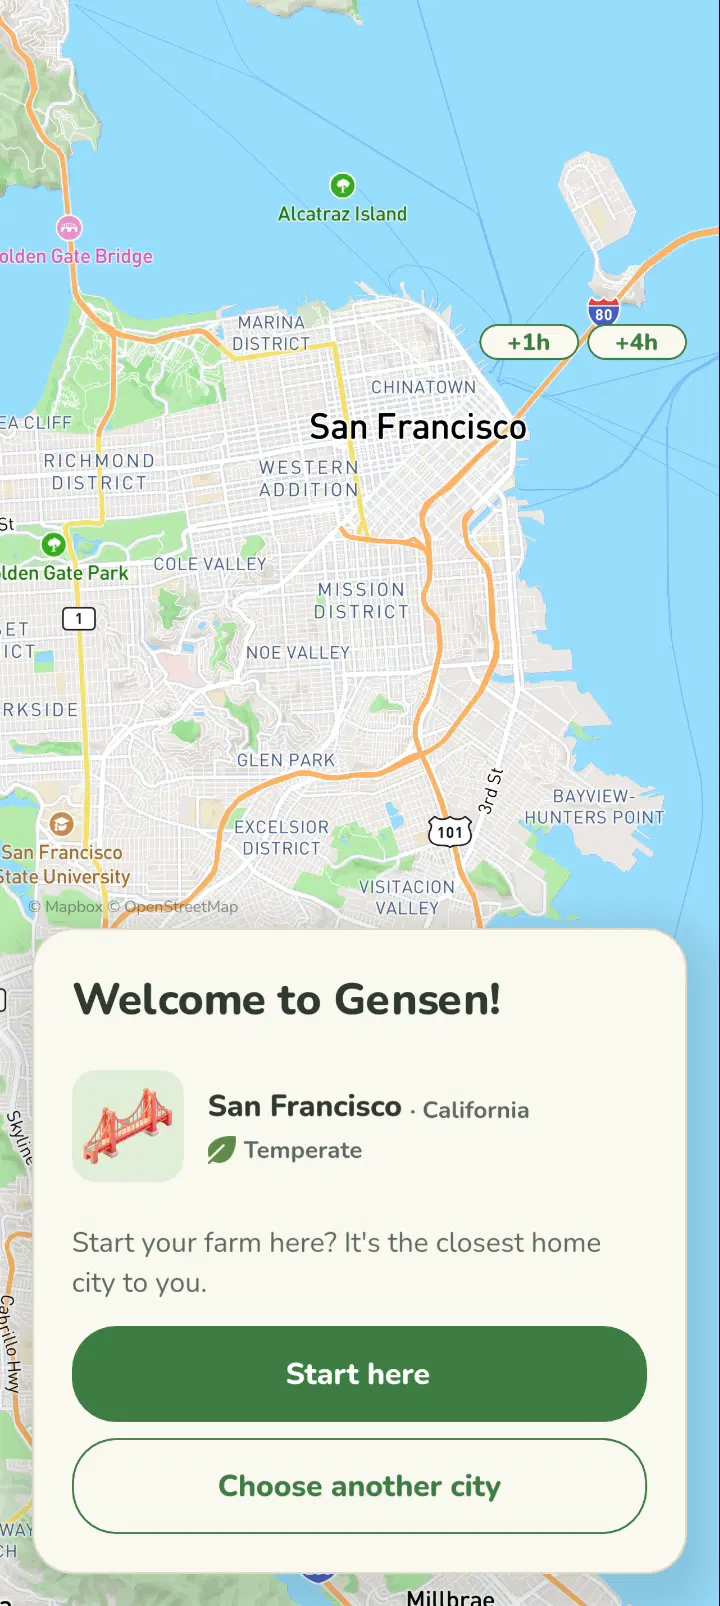 Alcatraz Island
olden Gate Bridge
80
+1h
+4h
MARINA
DISTRICT
CHINATOWN
EA CLIFF
San Francisco
RICHMOND
DISTRICT
WESTERN
ADDITION
St
lden Gate Park
COLE VALLEY
MISSION
DISTRICT
1
ET
ICT
NOE VALLEY
RKSIDE
GLEN PARK
3rd St
BAYVIEW-
HUNTERS POINT
San Francisco
State University
EXCELSIOR
DISTRICT
101
VISITACION
VALLEY
© Mapbox © OpenStreetMap
Welcome to Gensen!
San Francisco · California
Temperate
Skyline
Start your farm here? It's the closest home
city to you.
Cabrillo Hwy
Start here
Choose another city
WAY
CH
Millbrae